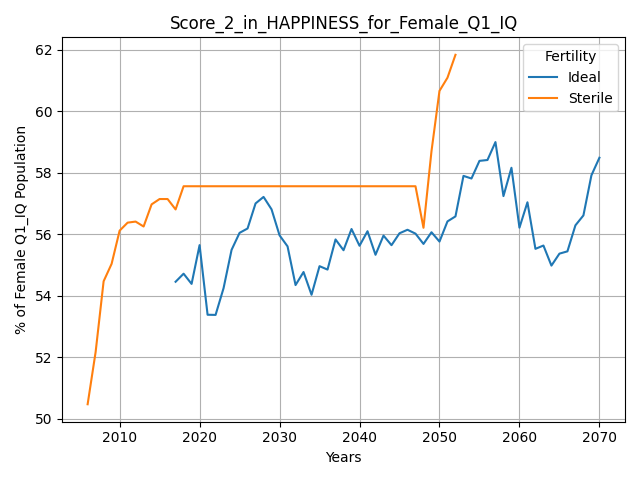 Score_2_in_HAPPINESS_for_Female_Q1_IQ
% of Female Q1_IQ Population
62
60
58
56
54
52
50
Fertility
Ideal
Sterile
2010 2020 2030 2040 2050 2060 2070
Years